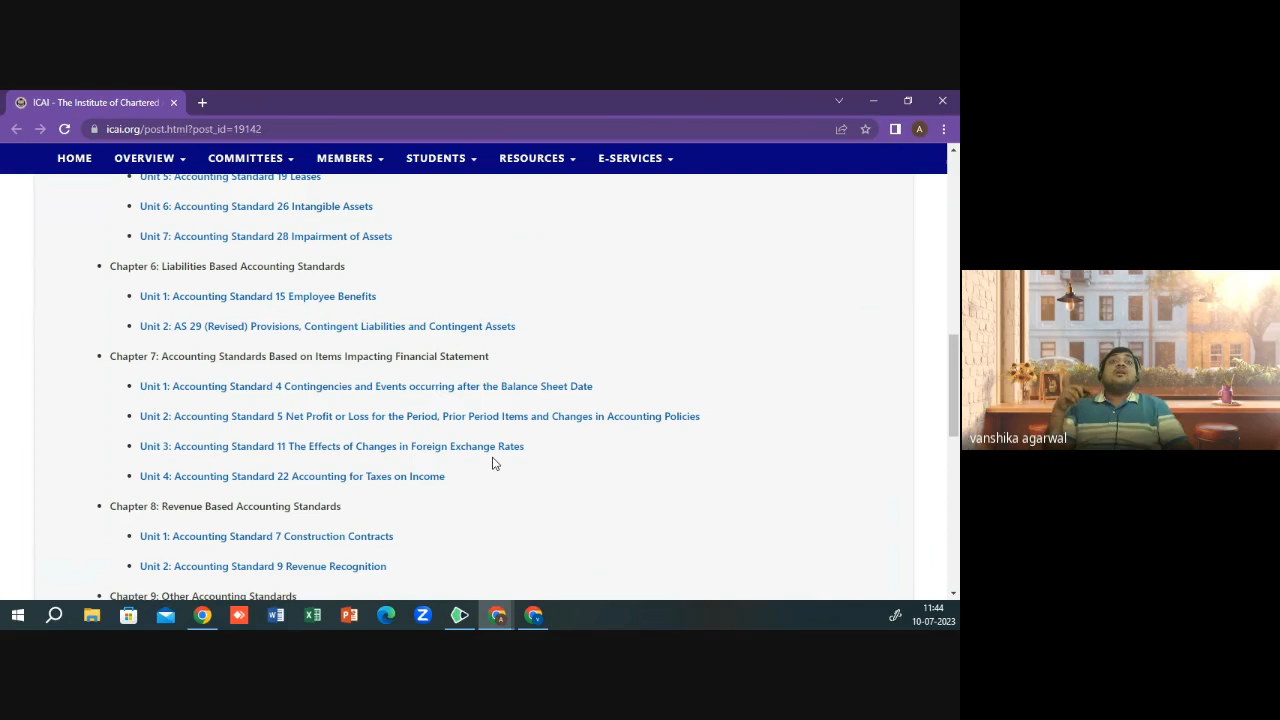 ICAI - The Institute of Chartered
icai.org/post.html?post_id=19142
A
HOME OVERVIEW COMMITTEES MEMBERS STUDENTS RESOURCES E-SERVICES
Unit 5: Accounting Standard 19 Leases
Unit 6: Accounting Standard 26 Intangible Assets
Unit 7: Accounting Standard 28 Impairment of Assets
Chapter 6: Liabilities Based Accounting Standards
Unit 1: Accounting Standard 15 Employee Benefits
Unit 2: AS 29 (Revised) Provisions, Contingent Liabilities and Contingent Assets
Chapter 7: Accounting Standards Based on Items Impacting Financial Statement
Unit 1: Accounting Standard 4 Contingencies and Events occurring after the Balance Sheet Date
Unit 2: Accounting Standard 5 Net Profit or Loss for the Period, Prior Period Items and Changes in Accounting Policies
Unit 3: Accounting Standard 11 The Effects of Changes in Foreign Exchange Rates
Unit 4: Accounting Standard 22 Accounting for Taxes on Income
Chapter 8: Revenue Based Accounting Standards
Unit 1: Accounting Standard 7 Construction Contracts
Unit 2: Accounting Standard 9 Revenue Recognition
Chapter 9: Other Accounting Standards
vanshika agarwal
11:44
10-07-2023